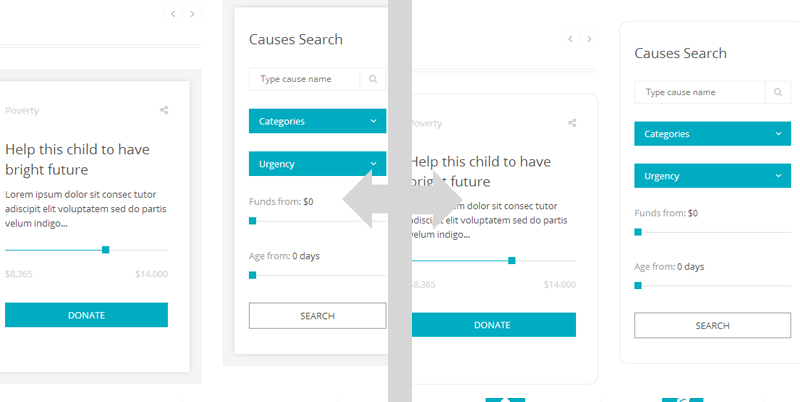 Poverty
Help this child to have
bright future
Lorem ipsum dolor sit consec tutor
adiscipit elit voluptatem sed do partis
velum indigo...
$8,365 $14,000
DONATE
Causes Search
Type cause name
Categories
Urgency
Funds from: $0
Age from: 0 days
SEARCH
Poverty
Help this child to have
bright future
Lorem ipsum dolor sit consec tutor
adiscipit elit voluptatem sed do partis
velum indigo...
$8,365 $14,000
DONATE
Causes Search
Type cause name
Categories
Urgency
Funds from: $0
Age from: 0 days
SEARCH